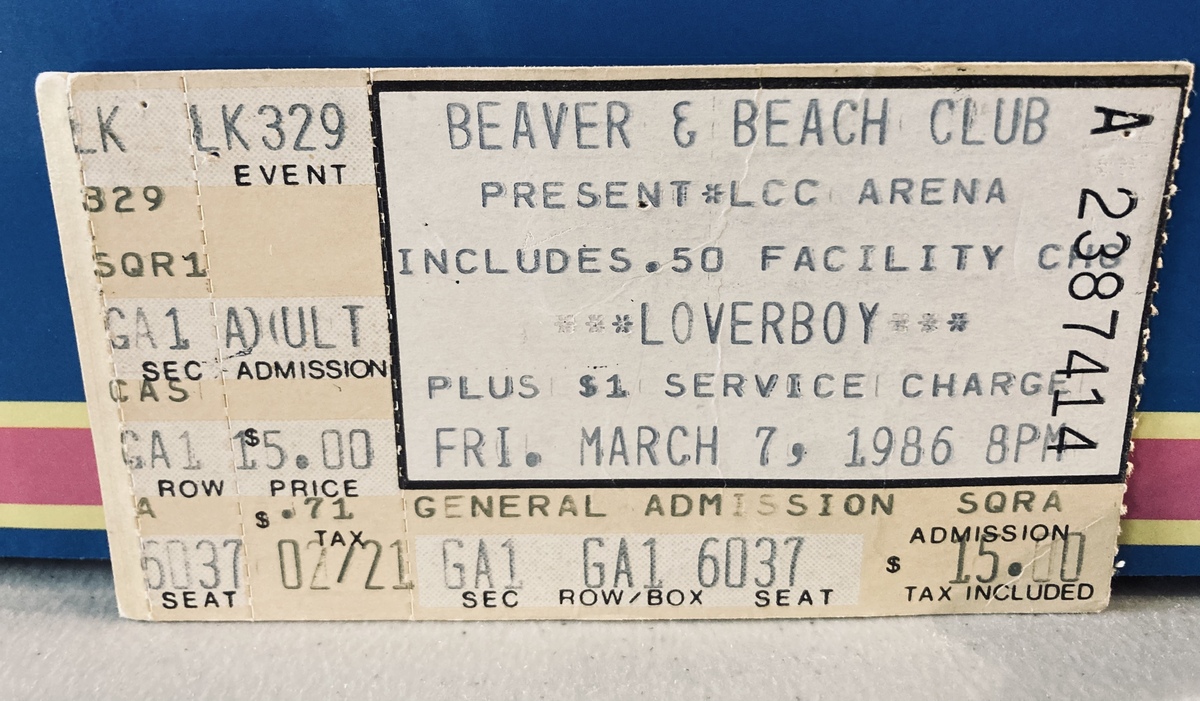 LK LK329
EVENT
329
SQR1
GA1 ADULT
SEC ADMISSION
CAS
GA1 $15.00
ROW PRICE
A $ .71
TAX
6037 02/21
SEAT
BEAVER & BEACH CLUB
PRESENT*LCC ARENA
INCLUDES.50 FACILITY
***LOVERBOY***
PLUS $1 SERVICE CHARGE
FRI. MARCH 7, 1986 8PM
GENERAL ADMISSION SQRA
ADMISSION
GA1 GA1 6037 $ 15.00
SEC ROW/BOX SEAT TAX INCLUDED
A 2387414